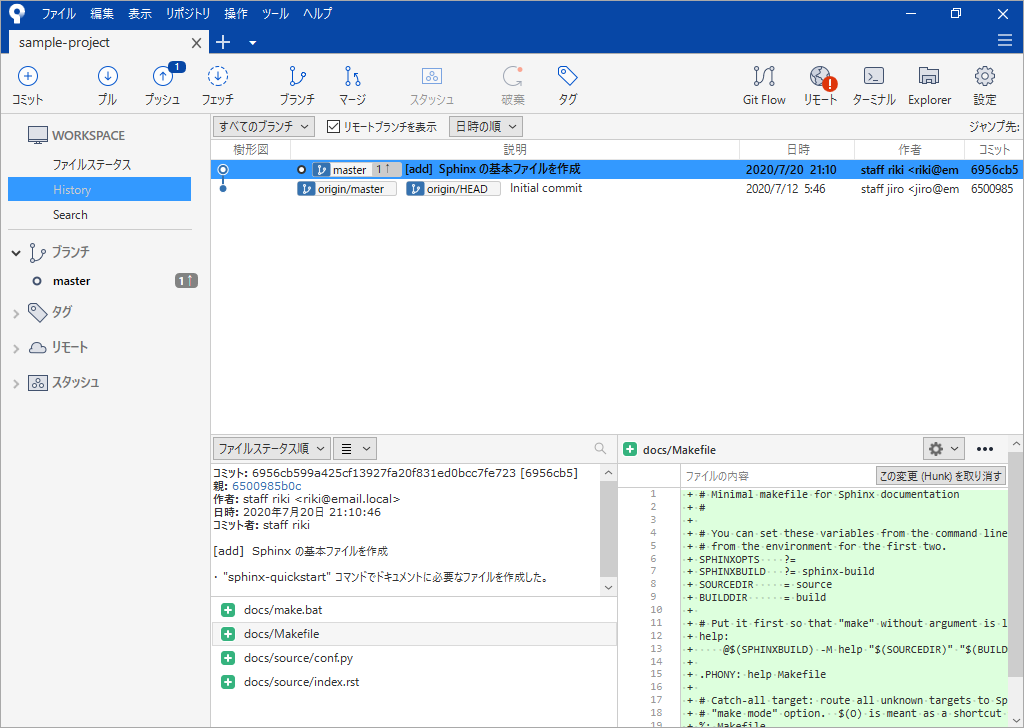 ファイル 編集 表示 リポジトリ 操作 ツール ヘルプ
sample-project
1
コミット プル プッシュ フェッチ ブランチ マージ スタッシュ 破棄 タグ Git Flow リモート ターミナル Explorer 設定
WORKSPACE
ファイルステータス
History
Search
ブランチ
master 1↑
タグ
リモート
スタッシュ
すべてのブランチ リモートブランチを表示 日時の順 ジャンプ先:
樹形図 説明 日時 作者 コミット
master 1↑ [add] Sphinx の基本ファイルを作成 2020/7/20 21:10 staff riki <riki@em 6956cb5
origin/master origin/HEAD Initial commit 2020/7/12 5:46 staff jiro <jiro@em 6500985
ファイルステータス順
コミット: 6956cb599a425cf13927fa20f831ed0bcc7fe723 [6956cb5]
親: 6500985b0c
作者: staff riki <riki@email.local>
日時: 2020年7月20日 21:10:46
コミット者: staff riki
[add] Sphinx の基本ファイルを作成
・"sphinx-quickstart" コマンドでドキュメントに必要なファイルを作成した。
docs/make.bat
docs/Makefile
docs/source/conf.py
docs/source/index.rst
docs/Makefile
ファイルの内容 この変更 (Hunk) を取り消す
1 + # Minimal makefile for Sphinx documentation
2 + #
3 +
4 + # You can set these variables from the command line
5 + # from the environment for the first two.
6 + SPHINXOPTS ?=
7 + SPHINXBUILD ?= sphinx-build
8 + SOURCEDIR = source
9 + BUILDDIR = build
10 +
11 + # Put it first so that "make" without argument is l
12 + help:
13 + @$(SPHINXBUILD) -M help "$(SOURCEDIR)" "$(BUILD
14 +
15 + .PHONY: help Makefile
16 +
17 + # Catch-all target: route all unknown targets to Sp
18 + # "make mode" option. $(O) is meant as a shortcut
19 + %: Makefile